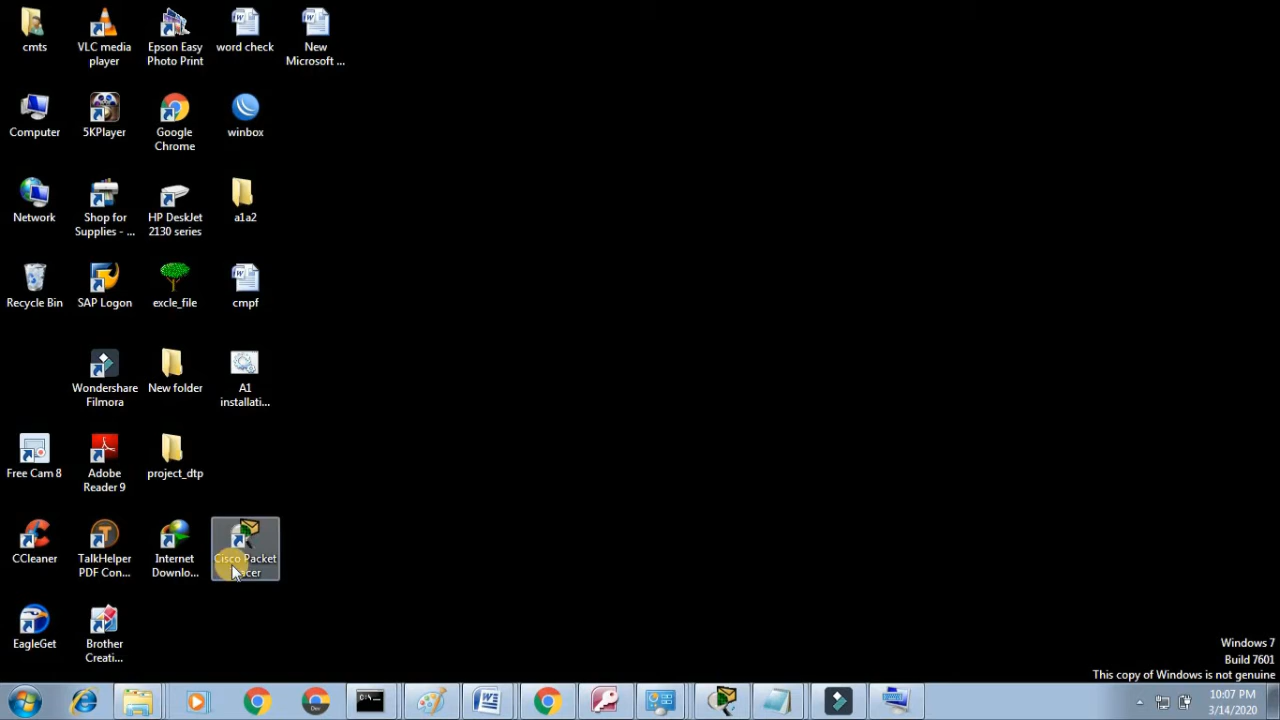 cmts
VLC media
player
Epson Easy
Photo Print
word check
New
Microsoft ...
Computer
5KPlayer
Google
Chrome
winbox
Network
Shop for
Supplies - ...
HP DeskJet
2130 series
a1a2
Recycle Bin
SAP Logon
excle_file
cmpf
Wondershare
Filmora
New folder
A1
installati...
Free Cam 8
Adobe
Reader 9
project_dtp
CCleaner
TalkHelper
PDF Con...
Internet
Downlo...
Cisco Packet
EagleGet
Brother
Creati...
Windows 7
Build 7601
This copy of Windows is not genuine
10:07 PM
3/14/2020